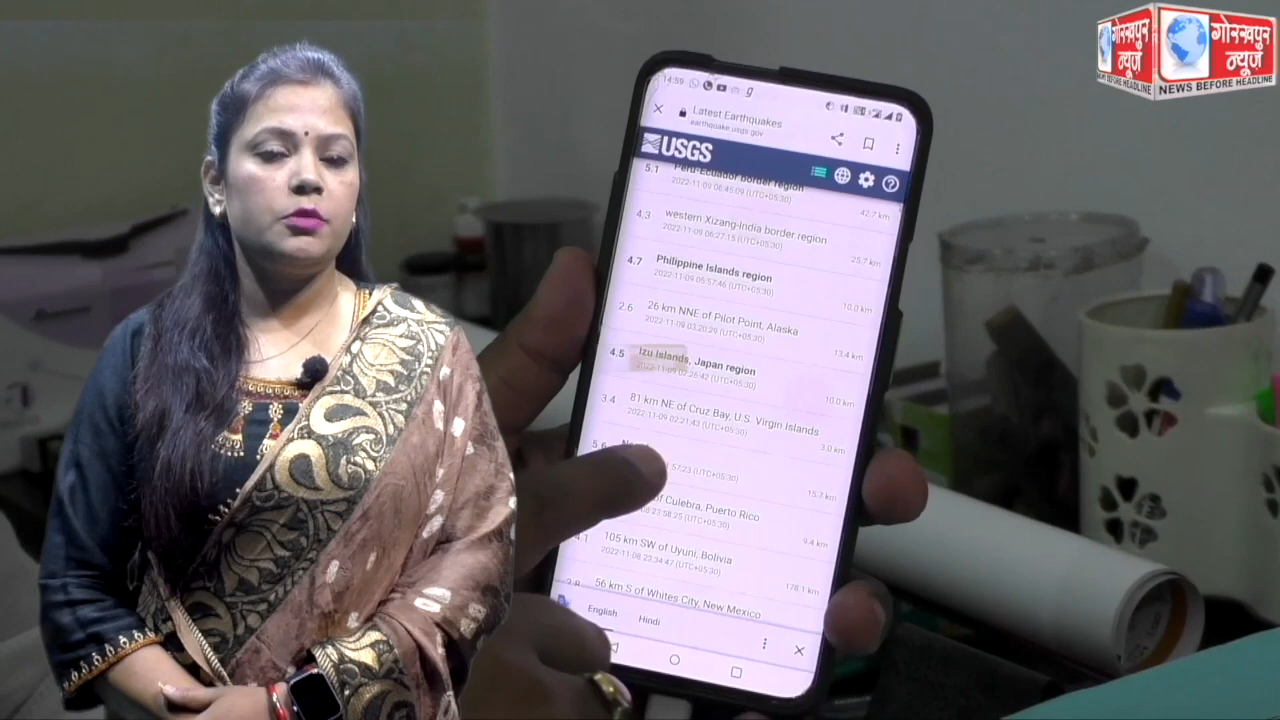 गोरखपुर
न्यूज़
NEWS BEFORE HEADLINE
गोरखपुर
न्यूज़
NEWS BEFORE HEADLINE
14:59
Latest Earthquakes
earthquake.usgs.gov
USGS
5.1 Peru-Ecuador border region
2022-11-09 06:45:09 (UTC+05:30) 42.7 km
4.3 western Xizang-India border region
2022-11-09 06:27:15 (UTC+05:30) 25.7 km
4.7 Philippine Islands region
2022-11-09 05:57:46 (UTC+05:30) 10.0 km
2.6 26 km NNE of Pilot Point, Alaska
2022-11-09 03:20:29 (UTC+05:30) 13.4 km
4.5 Izu Islands, Japan region
2022-11-09 02:26:42 (UTC+05:30) 10.0 km
3.4 81 km NE of Cruz Bay, U.S. Virgin Islands
2022-11-09 02:21:43 (UTC+05:30) 3.0 km
5.6
57:23 (UTC+05:30) 15.7 km
of Culebra, Puerto Rico
08 23:58:25 (UTC+05:30) 9.4 km
4.1 105 km SW of Uyuni, Bolivia
2022-11-08 23:34:47 (UTC+05:30) 178.1 km
2.8 56 km S of Whites City, New Mexico
English Hindi